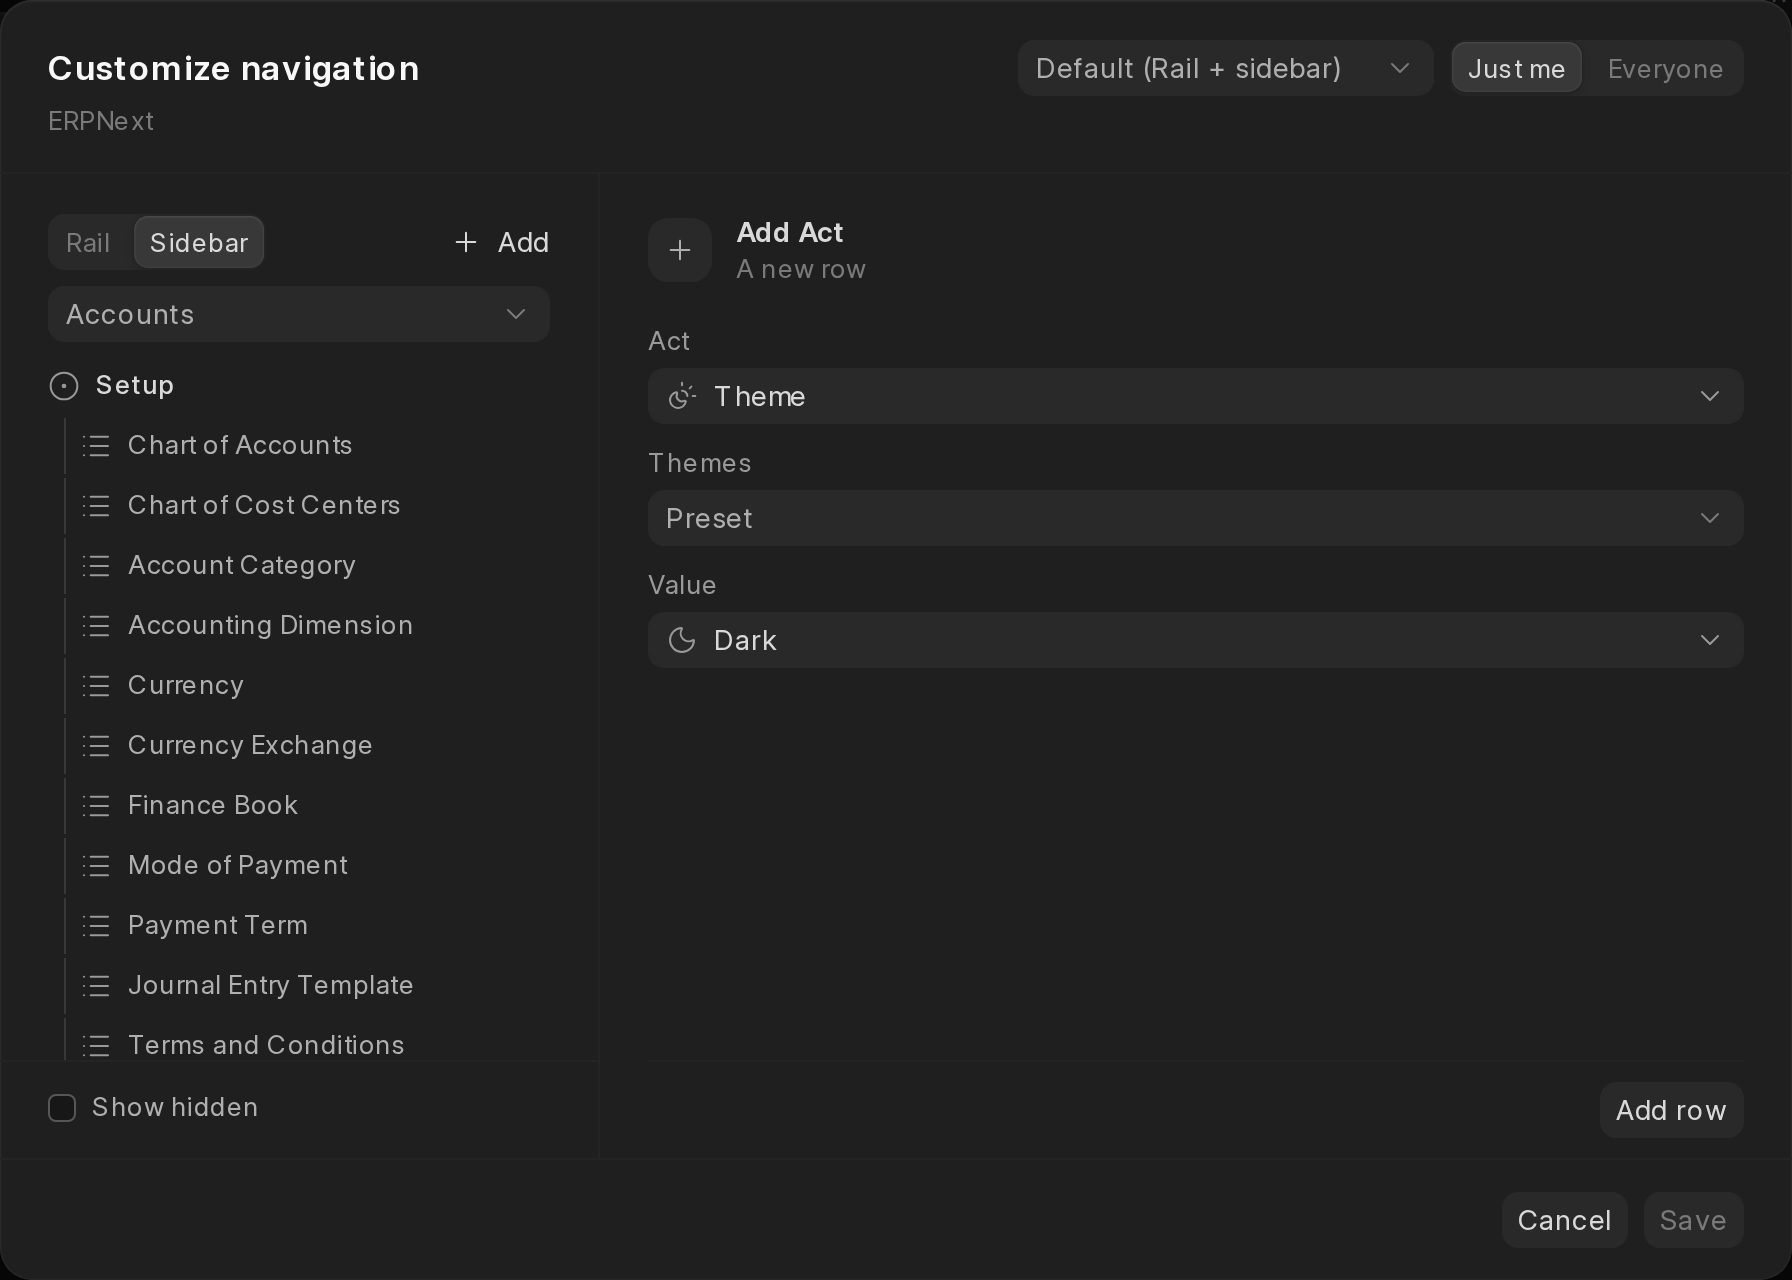 Customize navigation
ERPNext
Default (Rail + sidebar)
Just me
Everyone
Rail
Sidebar
Add
Accounts
Setup
Chart of Accounts
Chart of Cost Centers
Account Category
Accounting Dimension
Currency
Currency Exchange
Finance Book
Mode of Payment
Payment Term
Journal Entry Template
Terms and Conditions
Show hidden
Add Act
A new row
Act
Theme
Themes
Preset
Value
Dark
Add row
Cancel
Save